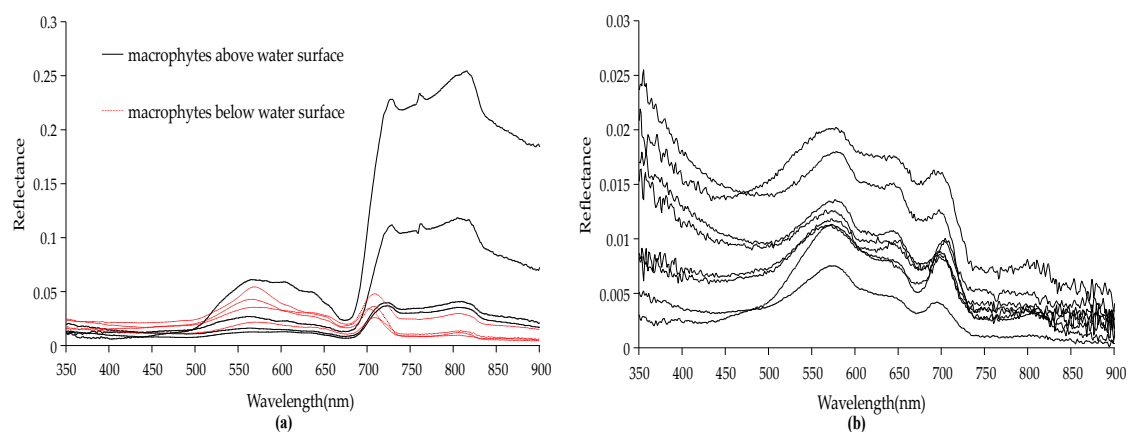 0.3
0.25
0.2
0.15
0.1
0.05
0
Reflectance
macrophytes above water surface
macrophytes below water surface
350 400 450 500 550 600 650 700 750 800 850 900
Wavelength(nm)
(a)
0.03
0.025
0.02
0.015
0.01
0.005
0
Reflectance
350 400 450 500 550 600 650 700 750 800 850 900
Wavelength(nm)
(b)